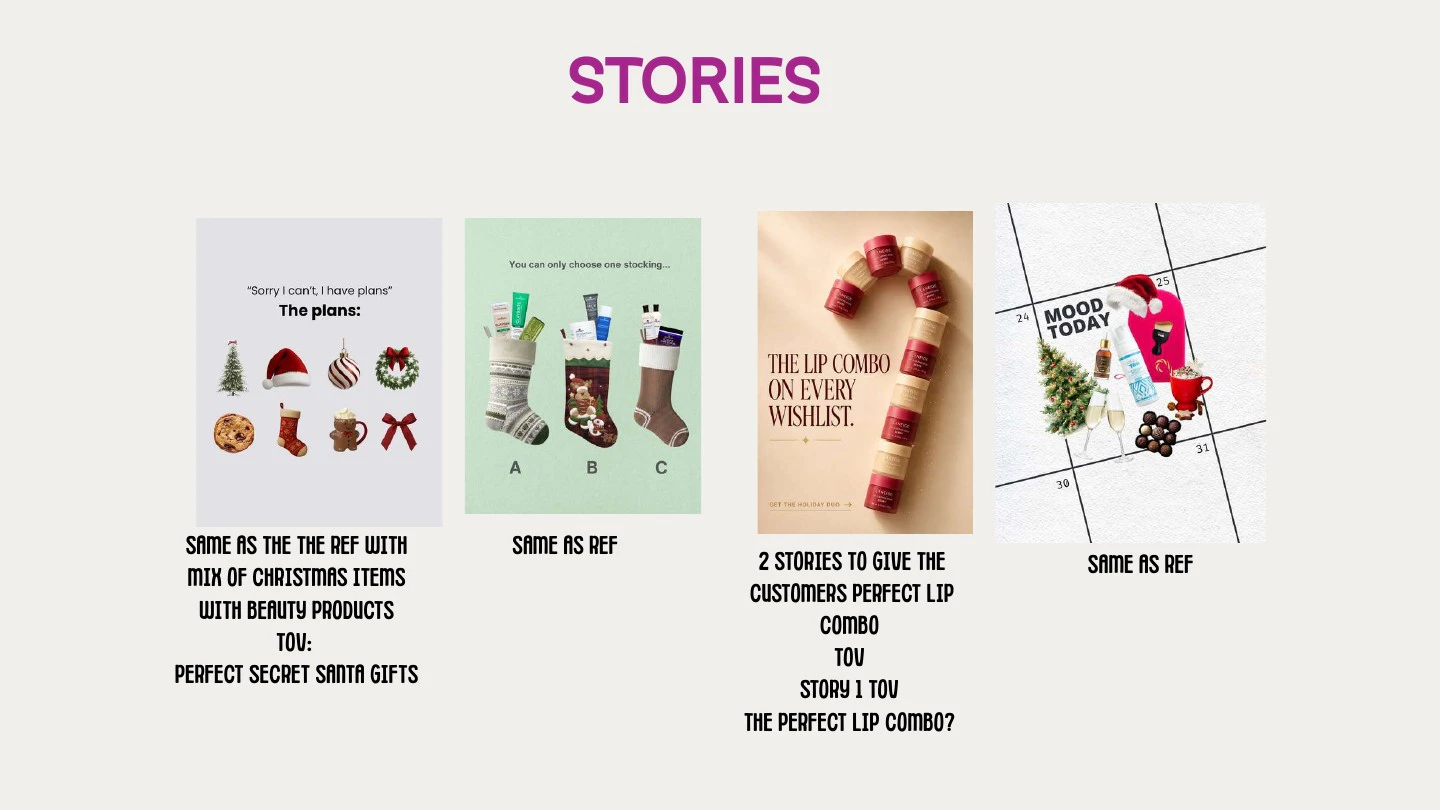 STORIES
“Sorry I can’t, I have plans”
The plans:
You can only choose one stocking...
A B C
THE LIP COMBO
ON EVERY
WISHLIST.
GET THE HOLIDAY DUO →
24
25
MOOD
TODAY
30
31
SAME AS THE THE REF WITH
MIX OF CHRISTMAS ITEMS
WITH BEAUTY PRODUCTS
TOV:
PERFECT SECRET SANTA GIFTS
SAME AS REF
2 STORIES TO GIVE THE
CUSTOMERS PERFECT LIP
COMBO
TOV
STORY 1 TOV
THE PERFECT LIP COMBO?
SAME AS REF